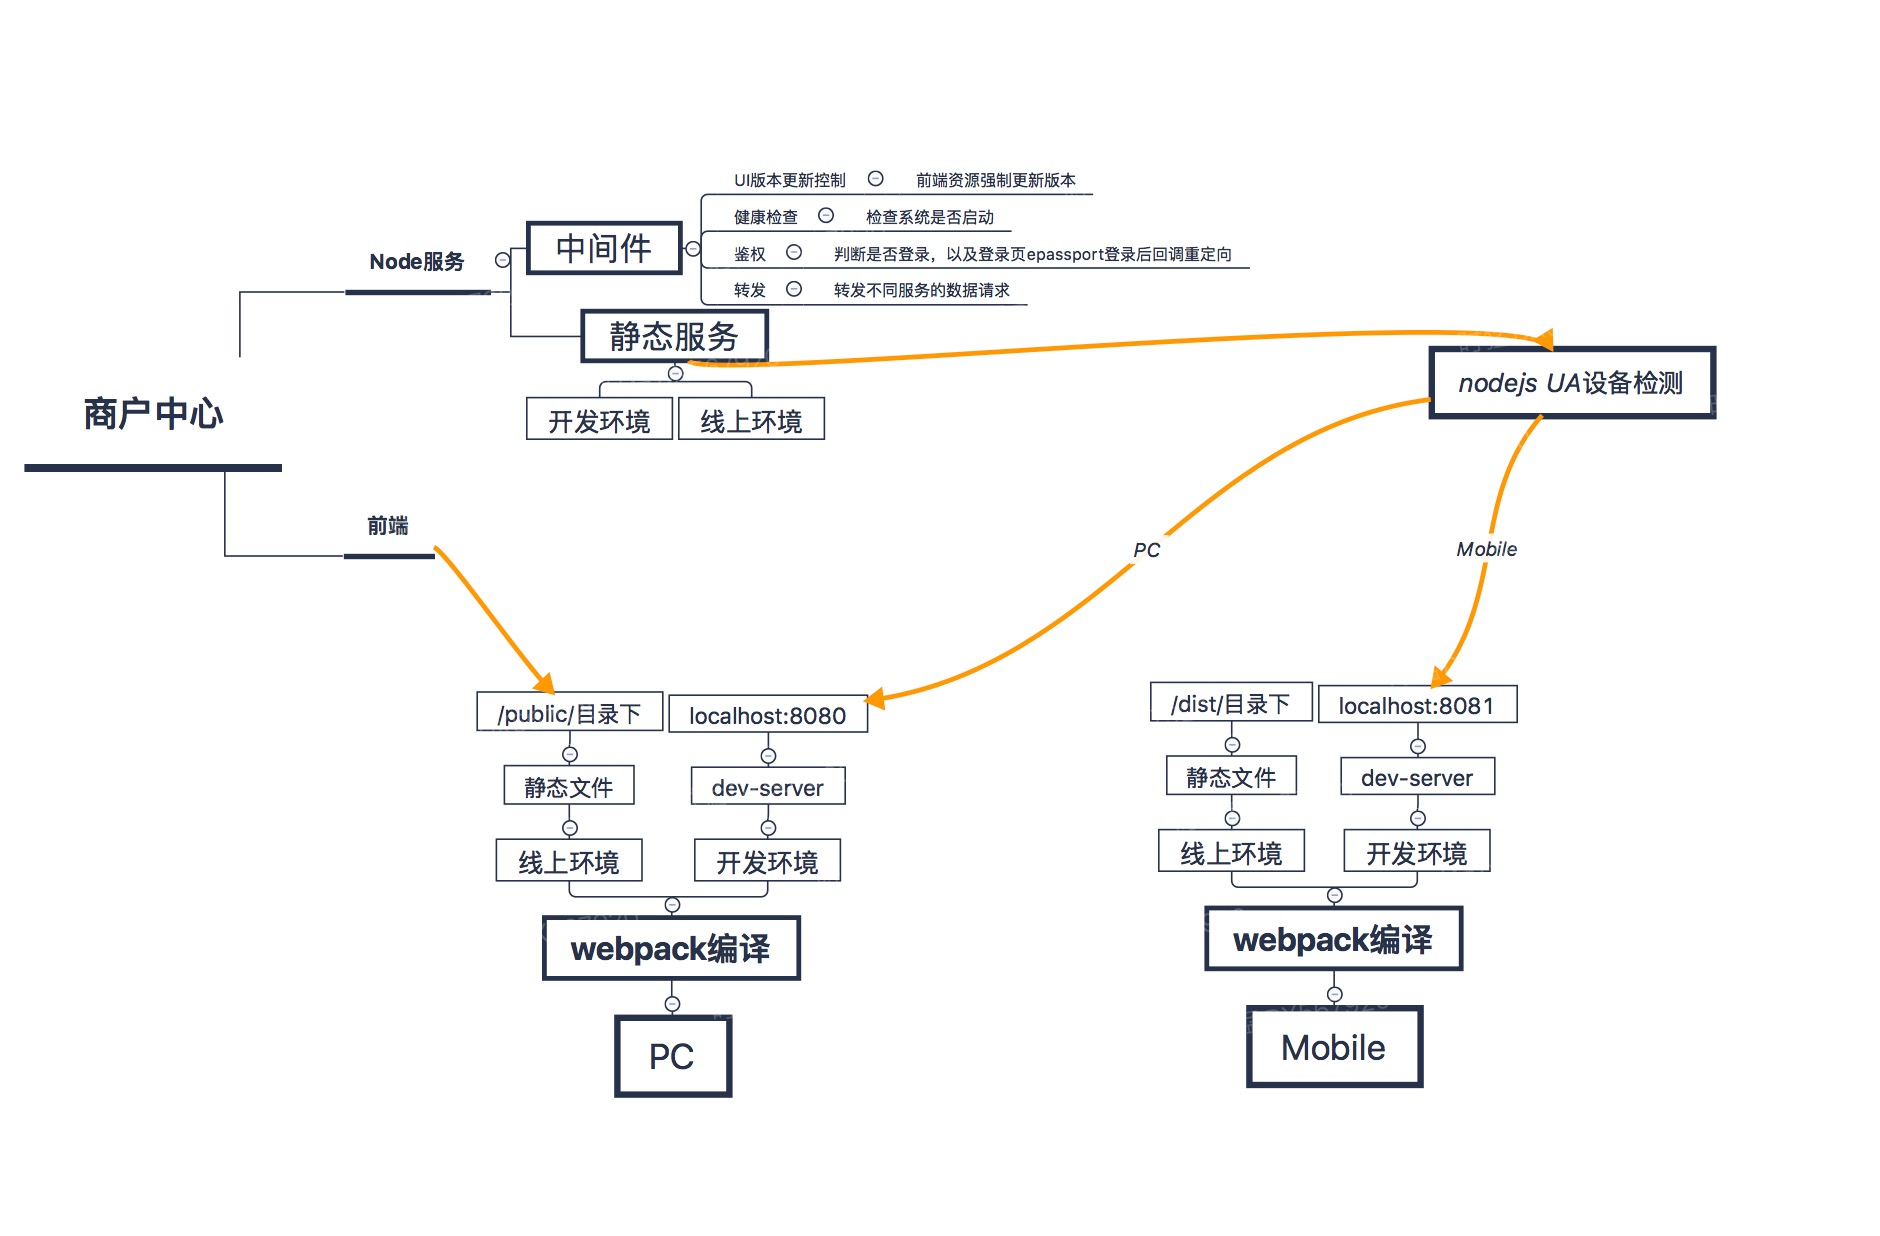 UI版本更新控制
前端资源强制更新版本
健康检查
检查系统是否启动
中间件
Node服务
鉴权
判断是否登录，以及登录页epassport登录后回调重定向
转发
转发不同服务的数据请求
静态服务
nodejs UA设备检测
开发环境
线上环境
商户中心
前端
PC
Mobile
/public/目录下
localhost:8080
/dist/目录下
localhost:8081
静态文件
dev-server
静态文件
dev-server
线上环境
开发环境
线上环境
开发环境
webpack编译
webpack编译
PC
Mobile